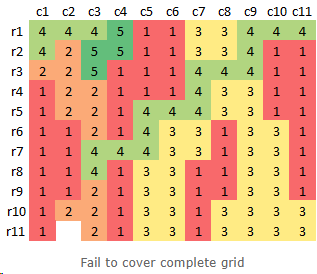 c1 c2 c3 c4 c5 c6 c7 c8 c9 c10 c11
r1 4 4 4 5 1 1 3 3 4 4 4
r2 4 2 5 5 1 1 3 3 4 1 1
r3 2 2 5 1 1 1 4 4 4 1 1
r4 1 2 2 1 1 1 4 3 3 1 1
r5 1 2 2 1 4 4 4 3 3 1 1
r6 1 1 2 1 4 3 3 1 3 3 1
r7 1 1 4 4 4 3 3 1 3 3 1
r8 1 1 4 1 3 3 1 1 3 3 1
r9 1 1 2 1 3 3 1 1 3 3 1
r10 1 2 2 1 3 3 1 3 3 3 3
r11 1 2 1 3 3 1 3 3 3 3
Fail to cover complete grid